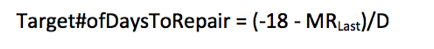 Target#ofDaysToRepair = (-18 - MRLast)/D